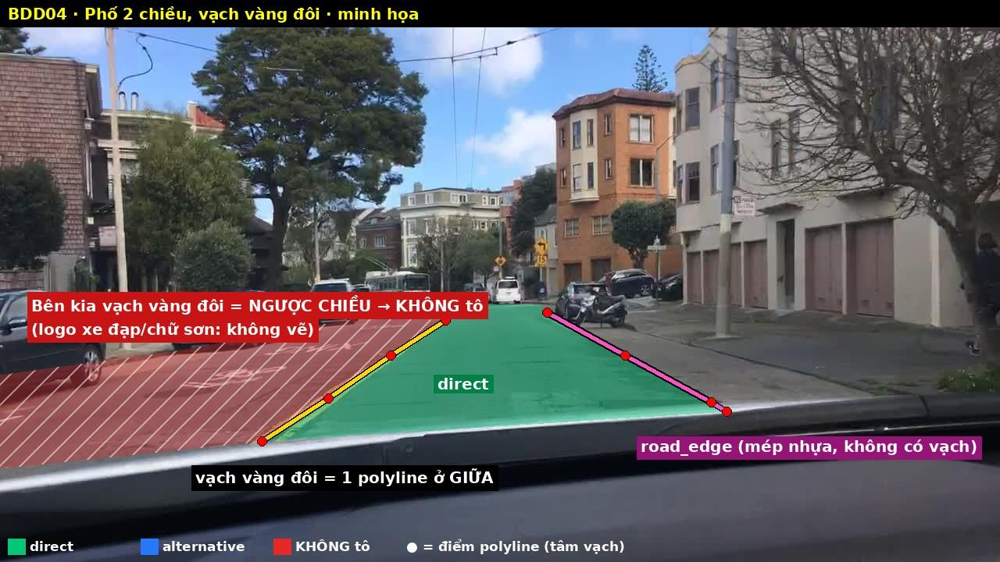 BDD04 · Phố 2 chiều, vạch vàng đôi · minh họa
15
Bên kia vạch vàng đôi = NGƯỢC CHIỀU → KHÔNG tô
(logo xe đạp/chữ sơn: không vẽ)
direct
road_edge (mép nhựa, không có vạch)
vạch vàng đôi = 1 polyline ở GIỮA
direct
alternative
KHÔNG tô
● = điểm polyline (tâm vạch)